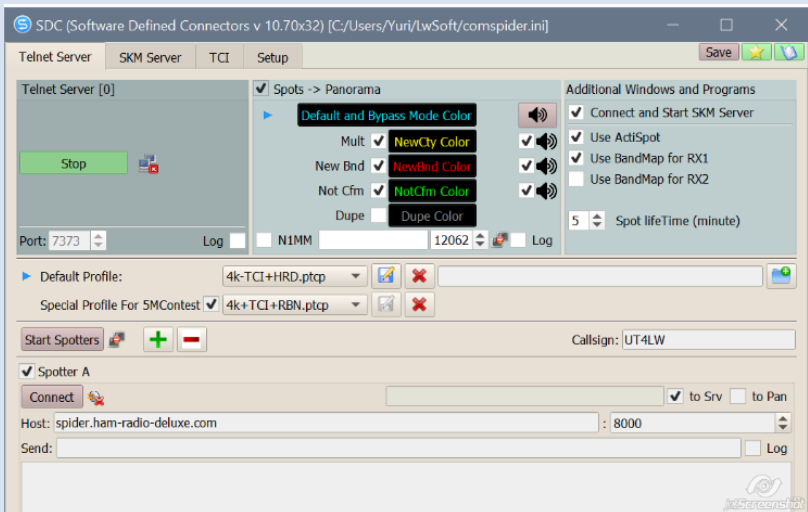 SDC (Software Defined Connectors v 10.70x32) [C:/Users/Yuri/LwSoft/comspider.ini]
Telnet Server SKM Server TCI Setup Save
Telnet Server [0] Spots -> Panorama Additional Windows and Programs
Default and Bypass Mode Color Connect and Start SKM Server
Mult NewCty Color Use ActiSpot
Stop New Bnd NewBnd Color Use BandMap for RX1
Not Cfm NotCfm Color Use BandMap for RX2
Dupe Dupe Color 5 Spot lifeTime (minute)
Port: 7373 Log N1MM 12062 Log
Default Profile: 4k-TCI+HRD.ptcp
Special Profile For 5MContest 4k+TCI+RBN.ptcp
Start Spotters Callsign: UT4LW
Spotter A
Connect to Srv to Pan
Host: spider.ham-radio-deluxe.com : 8000
Send: Log
jetScreenshot